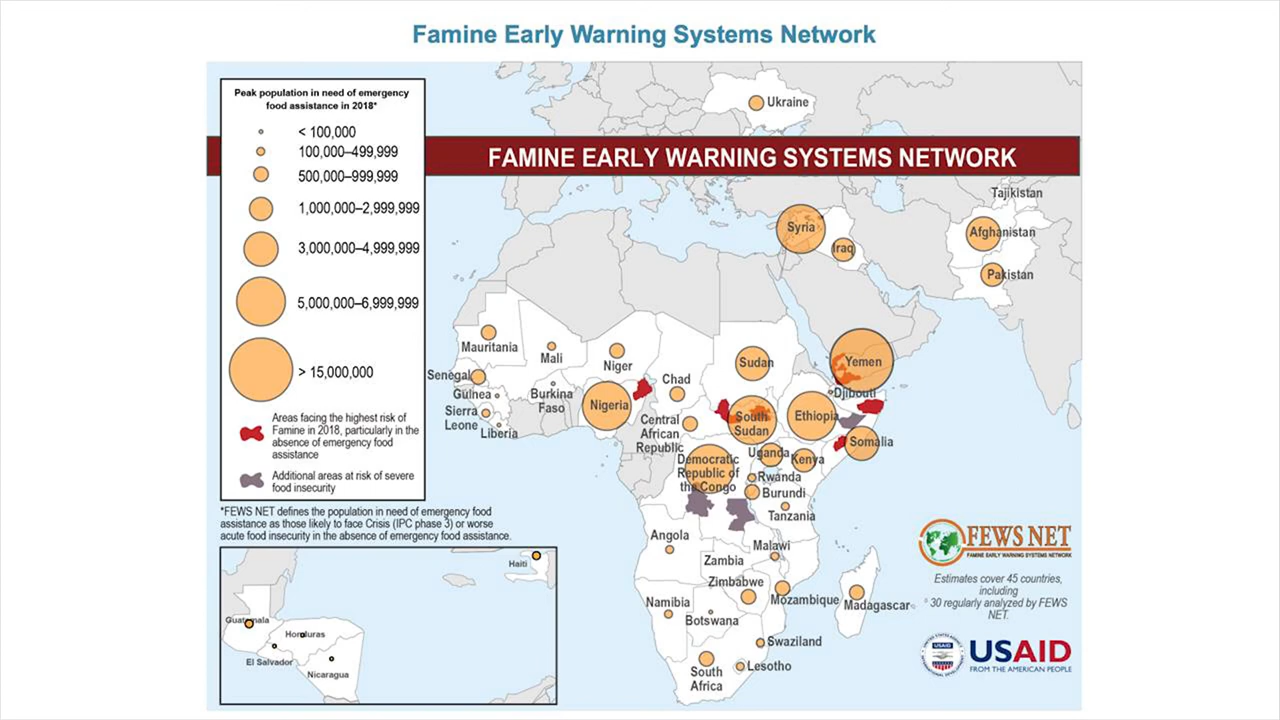 Famine Early Warning Systems Network
Peak population in need of emergency
food assistance in 2018*
< 100,000
100,000–499,999
500,000–999,999
1,000,000–2,999,999
3,000,000–4,999,999
5,000,000–6,999,999
> 15,000,000
Areas facing the highest risk of
Famine in 2018, particularly in the
absence of emergency food
assistance
Additional areas at risk of severe
food insecurity
*FEWS NET defines the population in need of emergency food
assistance as those likely to face Crisis (IPC phase 3) or worse
acute food insecurity in the absence of emergency food assistance.
Ukraine
FAMINE EARLY WARNING SYSTEMS NETWORK
Tajikistan
Syria
Afghanistan
Iraq
Pakistan
Mauritania
Mali
Niger
Sudan
Yemen
Senegal
Chad
Guinea
Burkina
Faso
Djibouti
Nigeria
Sierra
Leone
Liberia
Central
African
Republic
South
Sudan
Ethiopia
Somalia
Democratic
Republic of
the Congo
Uganda
Kenya
Rwanda
Burundi
Tanzania
Angola
Malawi
Zambia
Zimbabwe
Mozambique
Madagascar
Namibia
Botswana
Swaziland
Lesotho
South
Africa
Haiti
Guatemala
Honduras
El Salvador
Nicaragua
FEWS NET
FAMINE EARLY WARNING SYSTEMS NETWORK
Estimates cover 45 countries,
including
30 regularly analyzed by FEWS
NET.
USAID
FROM THE AMERICAN PEOPLE